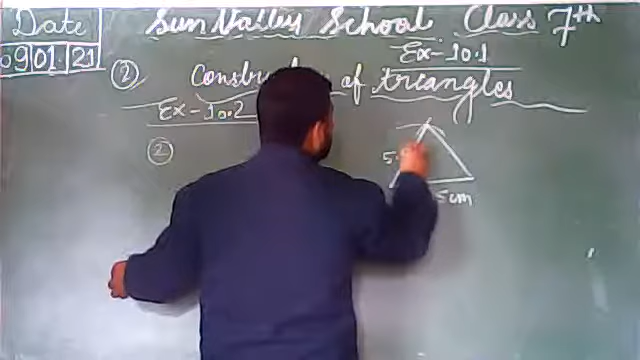 Date
09 01 21
Sun Valley School Class 7th
Ex-10.1
② of triangles
Ex-10.2
②
5.
5cm